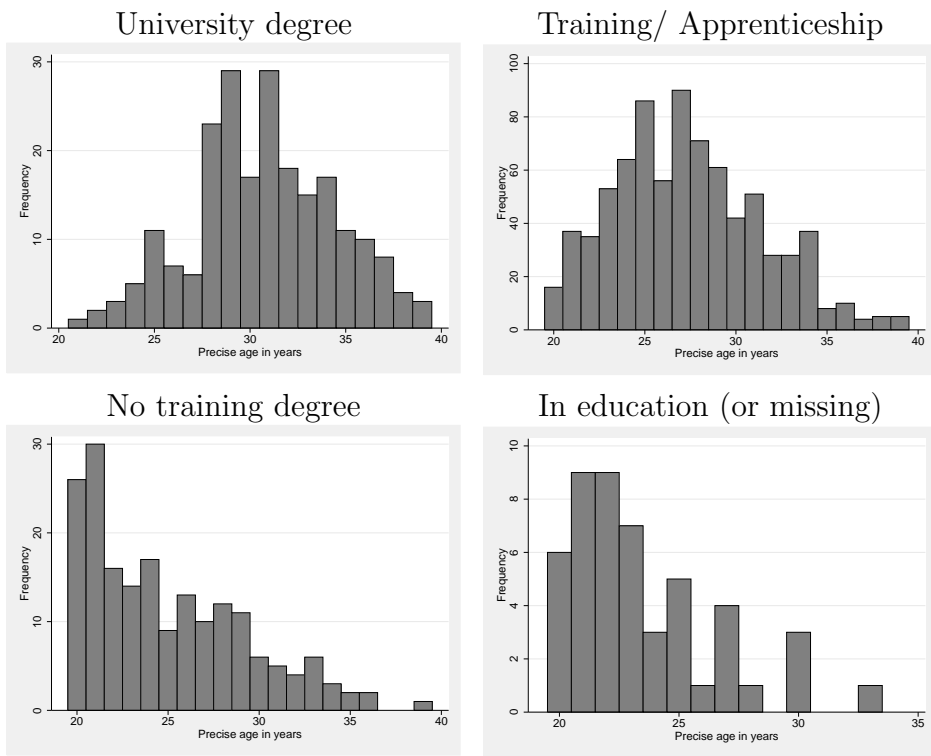 University degree
Frequency
0 10 20 30
20 25 30 35 40
Precise age in years
Training/ Apprenticeship
Frequency
0 20 40 60 80 100
20 25 30 35 40
Precise age in years
No training degree
Frequency
0 10 20 30
20 25 30 35 40
Precise age in years
In education (or missing)
Frequency
0 2 4 6 8 10
20 25 30 35
Precise age in years